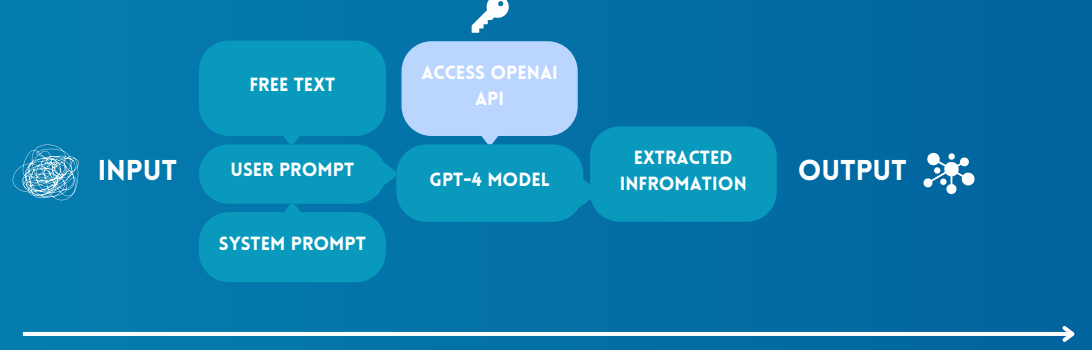 INPUT
FREE TEXT
USER PROMPT
SYSTEM PROMPT
ACCESS OPENAI
API
GPT-4 MODEL
EXTRACTED
INFROMATION
OUTPUT